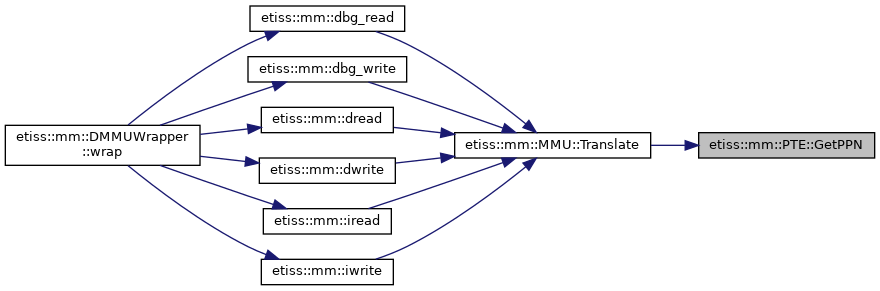 etiss::mm::dbg_read
etiss::mm::dbg_write
etiss::mm::DMMUWrapper
::wrap
etiss::mm::dread
etiss::mm::dwrite
etiss::mm::iread
etiss::mm::iwrite
etiss::mm::MMU::Translate
etiss::mm::PTE::GetPPN